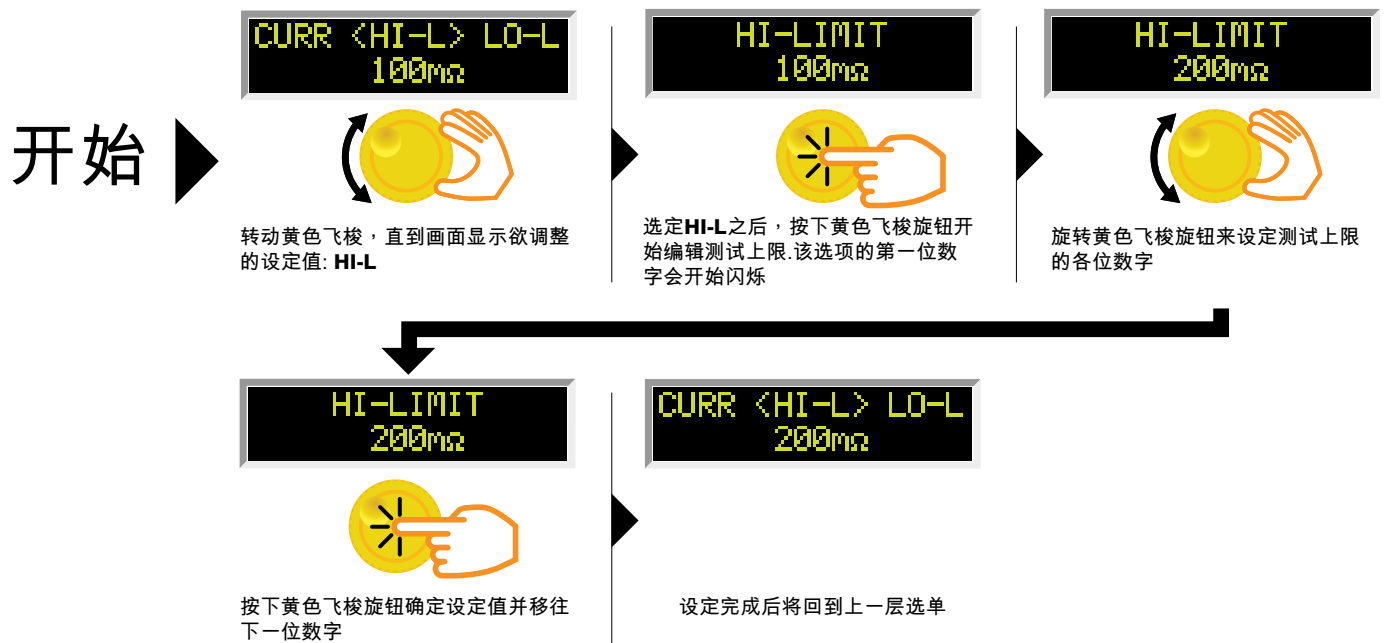 开始
CURR <HI-L> LO-L
100mΩ
转动黄色飞梭，直到画面显示欲调整
的设定值: HI-L
HI-LIMIT
100mΩ
选定HI-L之后，按下黄色飞梭旋钮开
始编辑测试上限.该选项的第一位数
字会开始闪烁
HI-LIMIT
200mΩ
旋转黄色飞梭旋钮来设定测试上限
的各位数字
HI-LIMIT
200mΩ
按下黄色飞梭旋钮确定设定值并移往
下一位数字
CURR <HI-L> LO-L
200mΩ
设定完成后将回到上一层选单